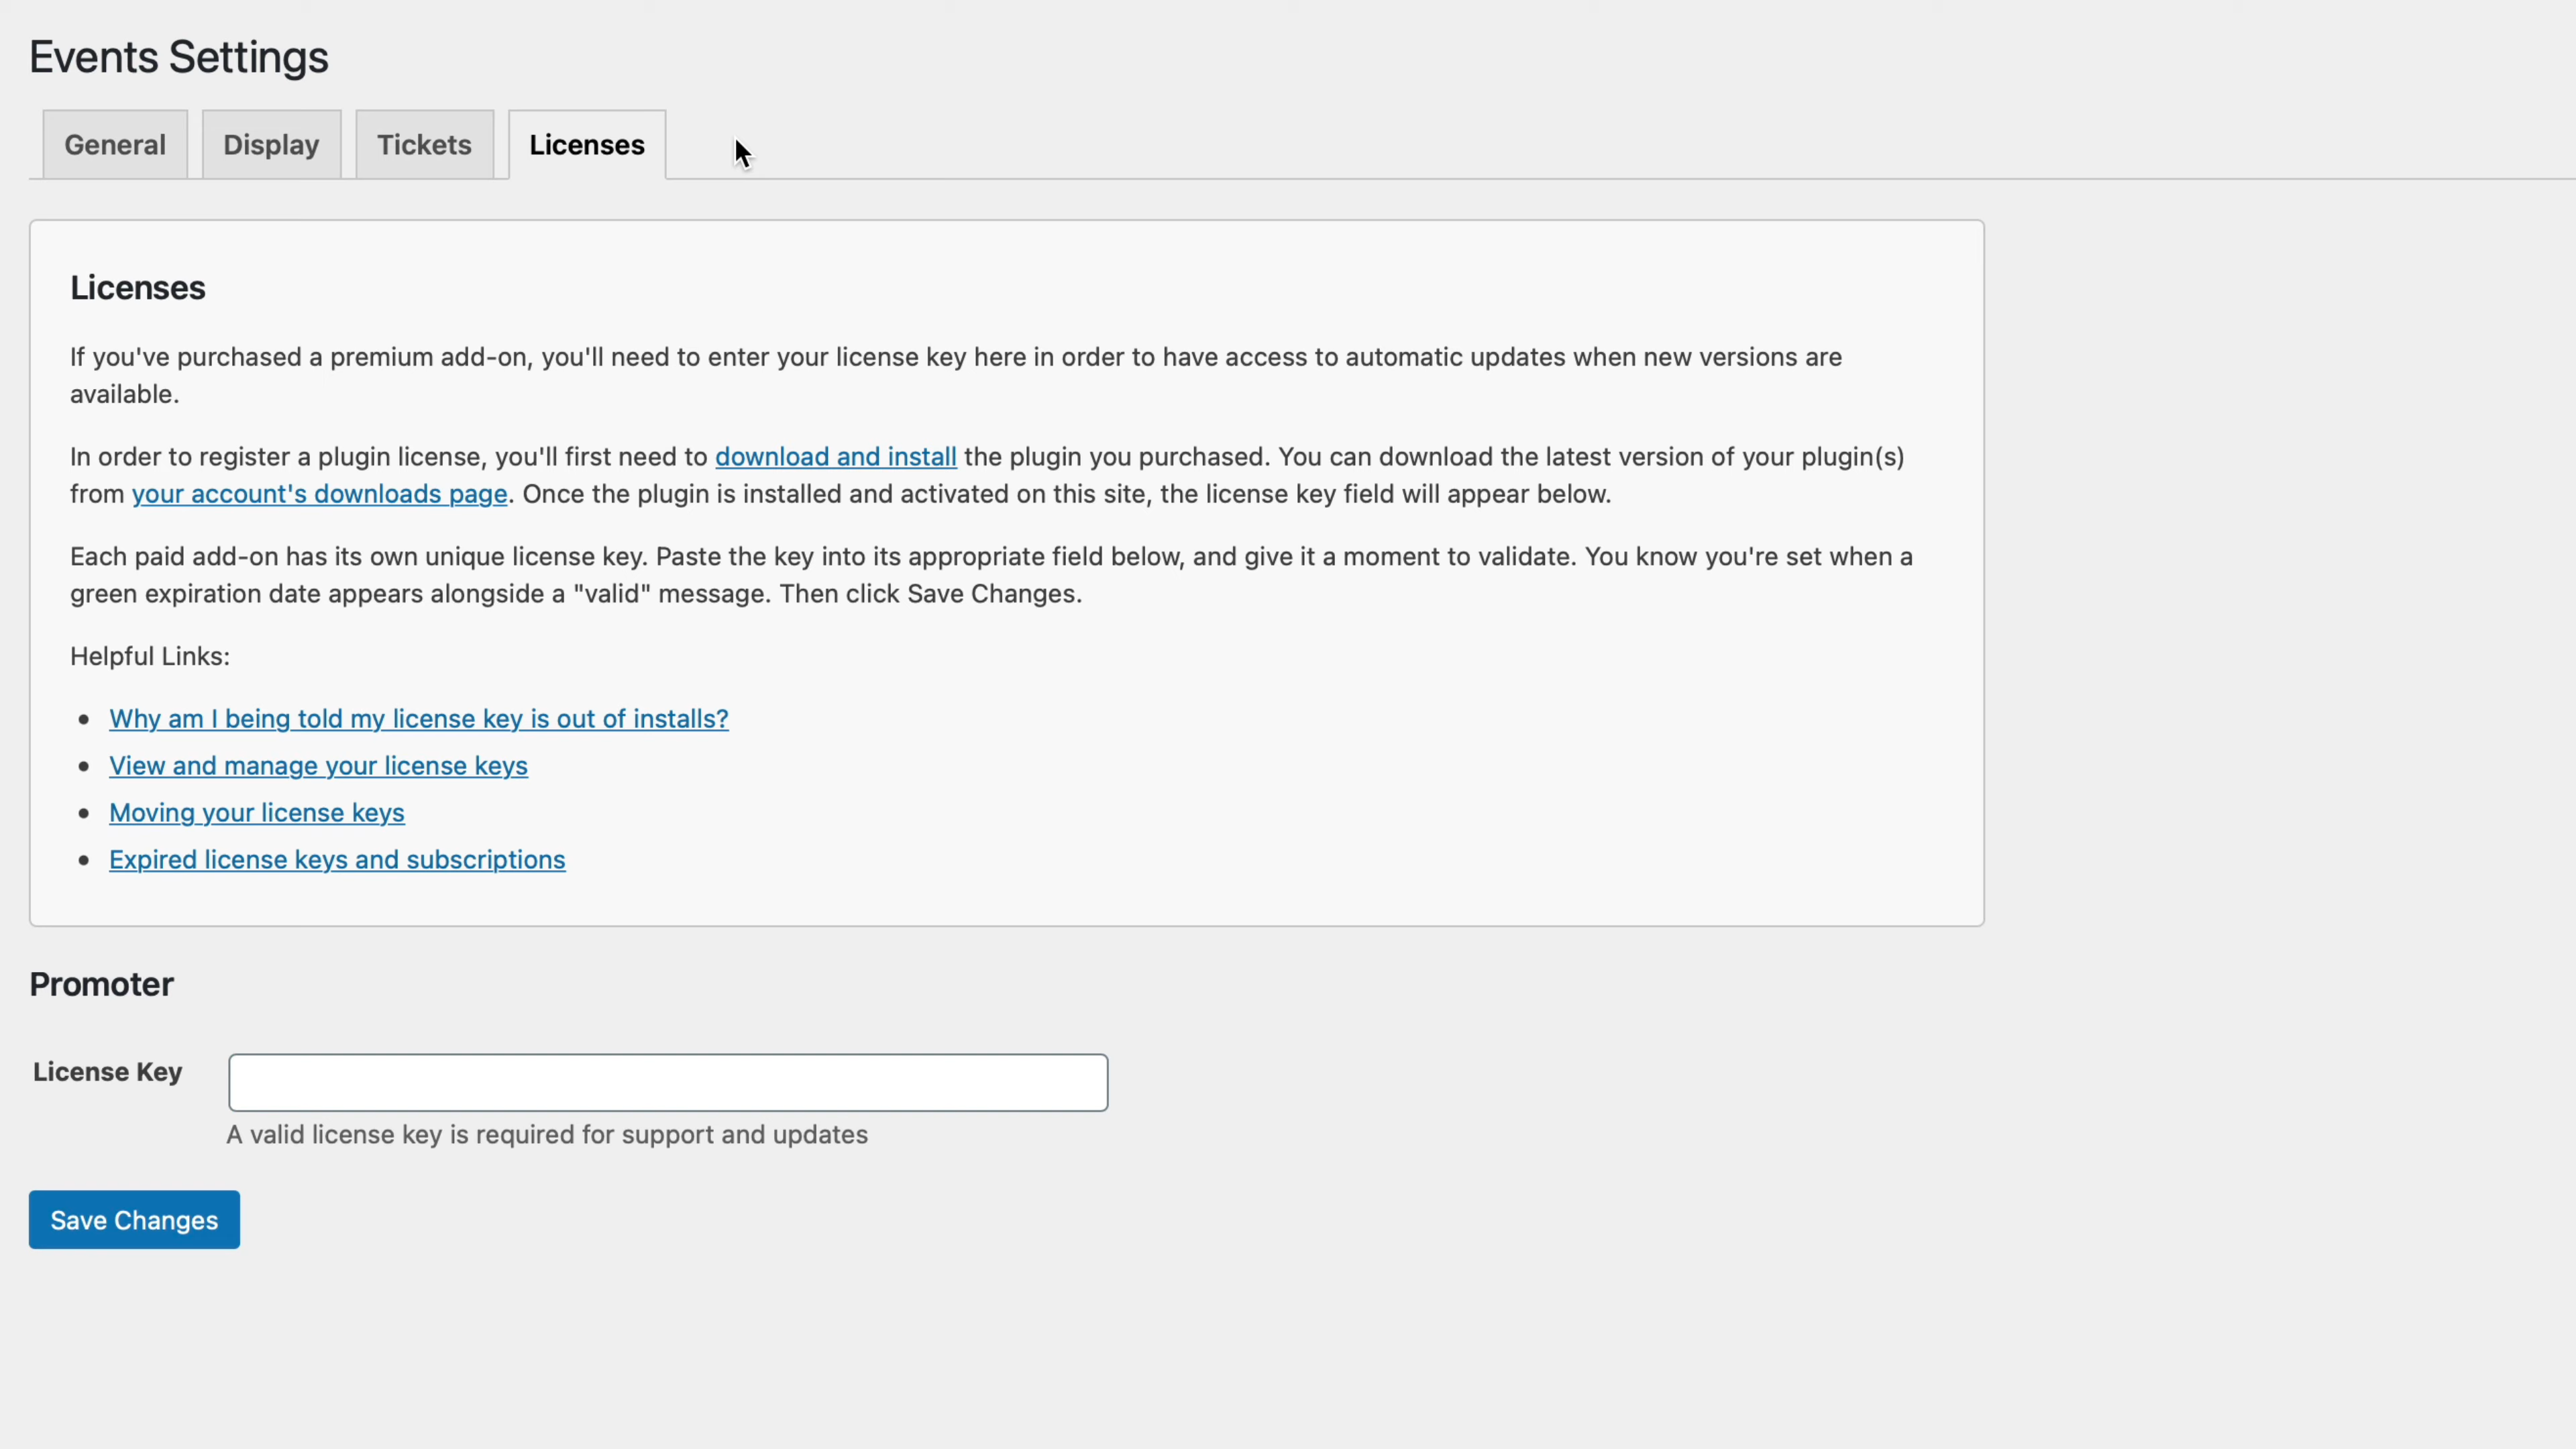 Events Settings
General
Display
Tickets
Licenses
Licenses
If you've purchased a premium add-on, you'll need to enter your license key here in order to have access to automatic updates when new versions are
available.
In order to register a plugin license, you'll first need to download and install the plugin you purchased. You can download the latest version of your plugin(s)
from your account's downloads page. Once the plugin is installed and activated on this site, the license key field will appear below.
Each paid add-on has its own unique license key. Paste the key into its appropriate field below, and give it a moment to validate. You know you're set when a
green expiration date appears alongside a "valid" message. Then click Save Changes.
Helpful Links:
Why am I being told my license key is out of installs?
View and manage your license keys
Moving your license keys
Expired license keys and subscriptions
Promoter
License Key
A valid license key is required for support and updates
Save Changes